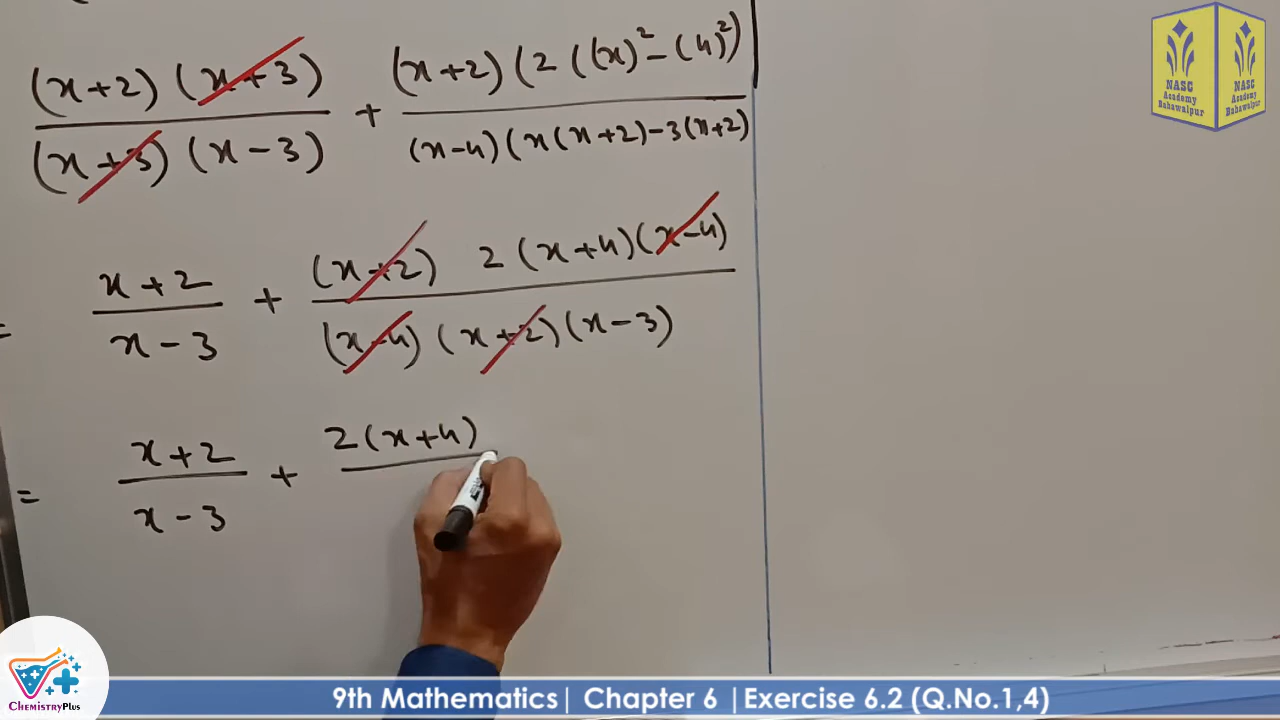 (x+2) (x+3) / (x+3) (x-3) + (x+2) (2 ((x)² - (4)²) / (x-4) (x(x+2)-3(x+2)
= x+2 / x-3 + (x+2) 2 (x+4) (x-4) / (x-4) (x+2) (x-3)
= x+2 / x-3 + 2(x+4)
NASC Academy Bahawalpur
NASC Academy Bahawalpur
ChemistryPlus
9th Mathematics| Chapter 6 |Exercise 6.2 (Q.No.1,4)